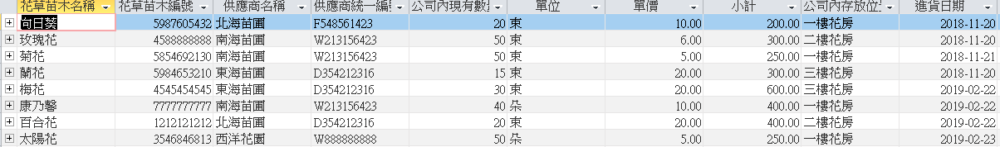 花草苗木名稱 花草苗木編號 供應商名稱 供應商統一編號 公司內現有數量 單位 單價 小計 公司內存放位 進貨日期
向日葵 5987605432 北海苗圃 F548561423 20 束 10.00 200.00 一樓花房 2018-11-20
玫瑰花 4588888888 南海苗圃 W213156423 50 束 6.00 300.00 二樓花房 2018-11-20
菊花 5854692130 南海苗圃 W213156423 50 束 5.00 250.00 一樓花房 2018-11-21
蘭花 5984653210 東海苗圃 D354212316 15 束 20.00 300.00 三樓花房 2018-11-20
梅花 4545454545 東海苗圃 D354212316 30 束 20.00 600.00 三樓花房 2019-02-22
康乃馨 7777777777 南海苗圃 W213156423 40 朵 10.00 400.00 一樓花房 2019-02-22
百合花 1212121212 北海苗圃 D354212316 20 束 20.00 400.00 二樓花房 2019-02-22
太陽花 3546846813 西洋花園 W888888888 50 朵 5.00 250.00 一樓花房 2019-02-23